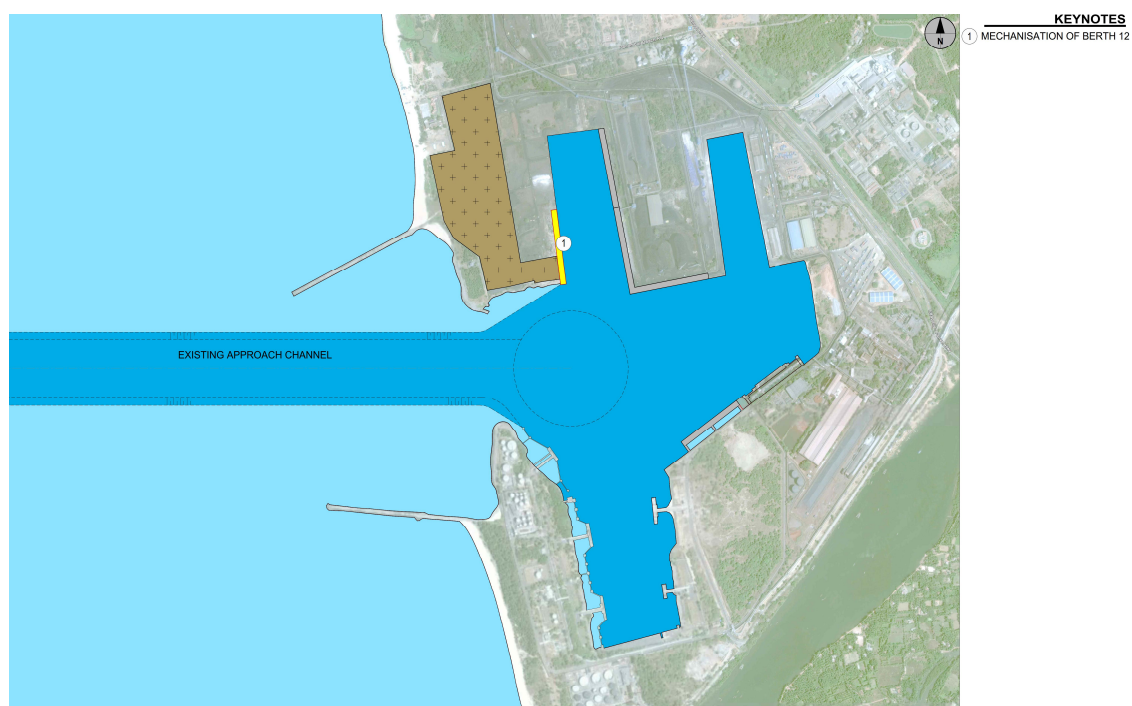 KEYNOTES
N
1 MECHANISATION OF BERTH 12
1
EXISTING APPROACH CHANNEL